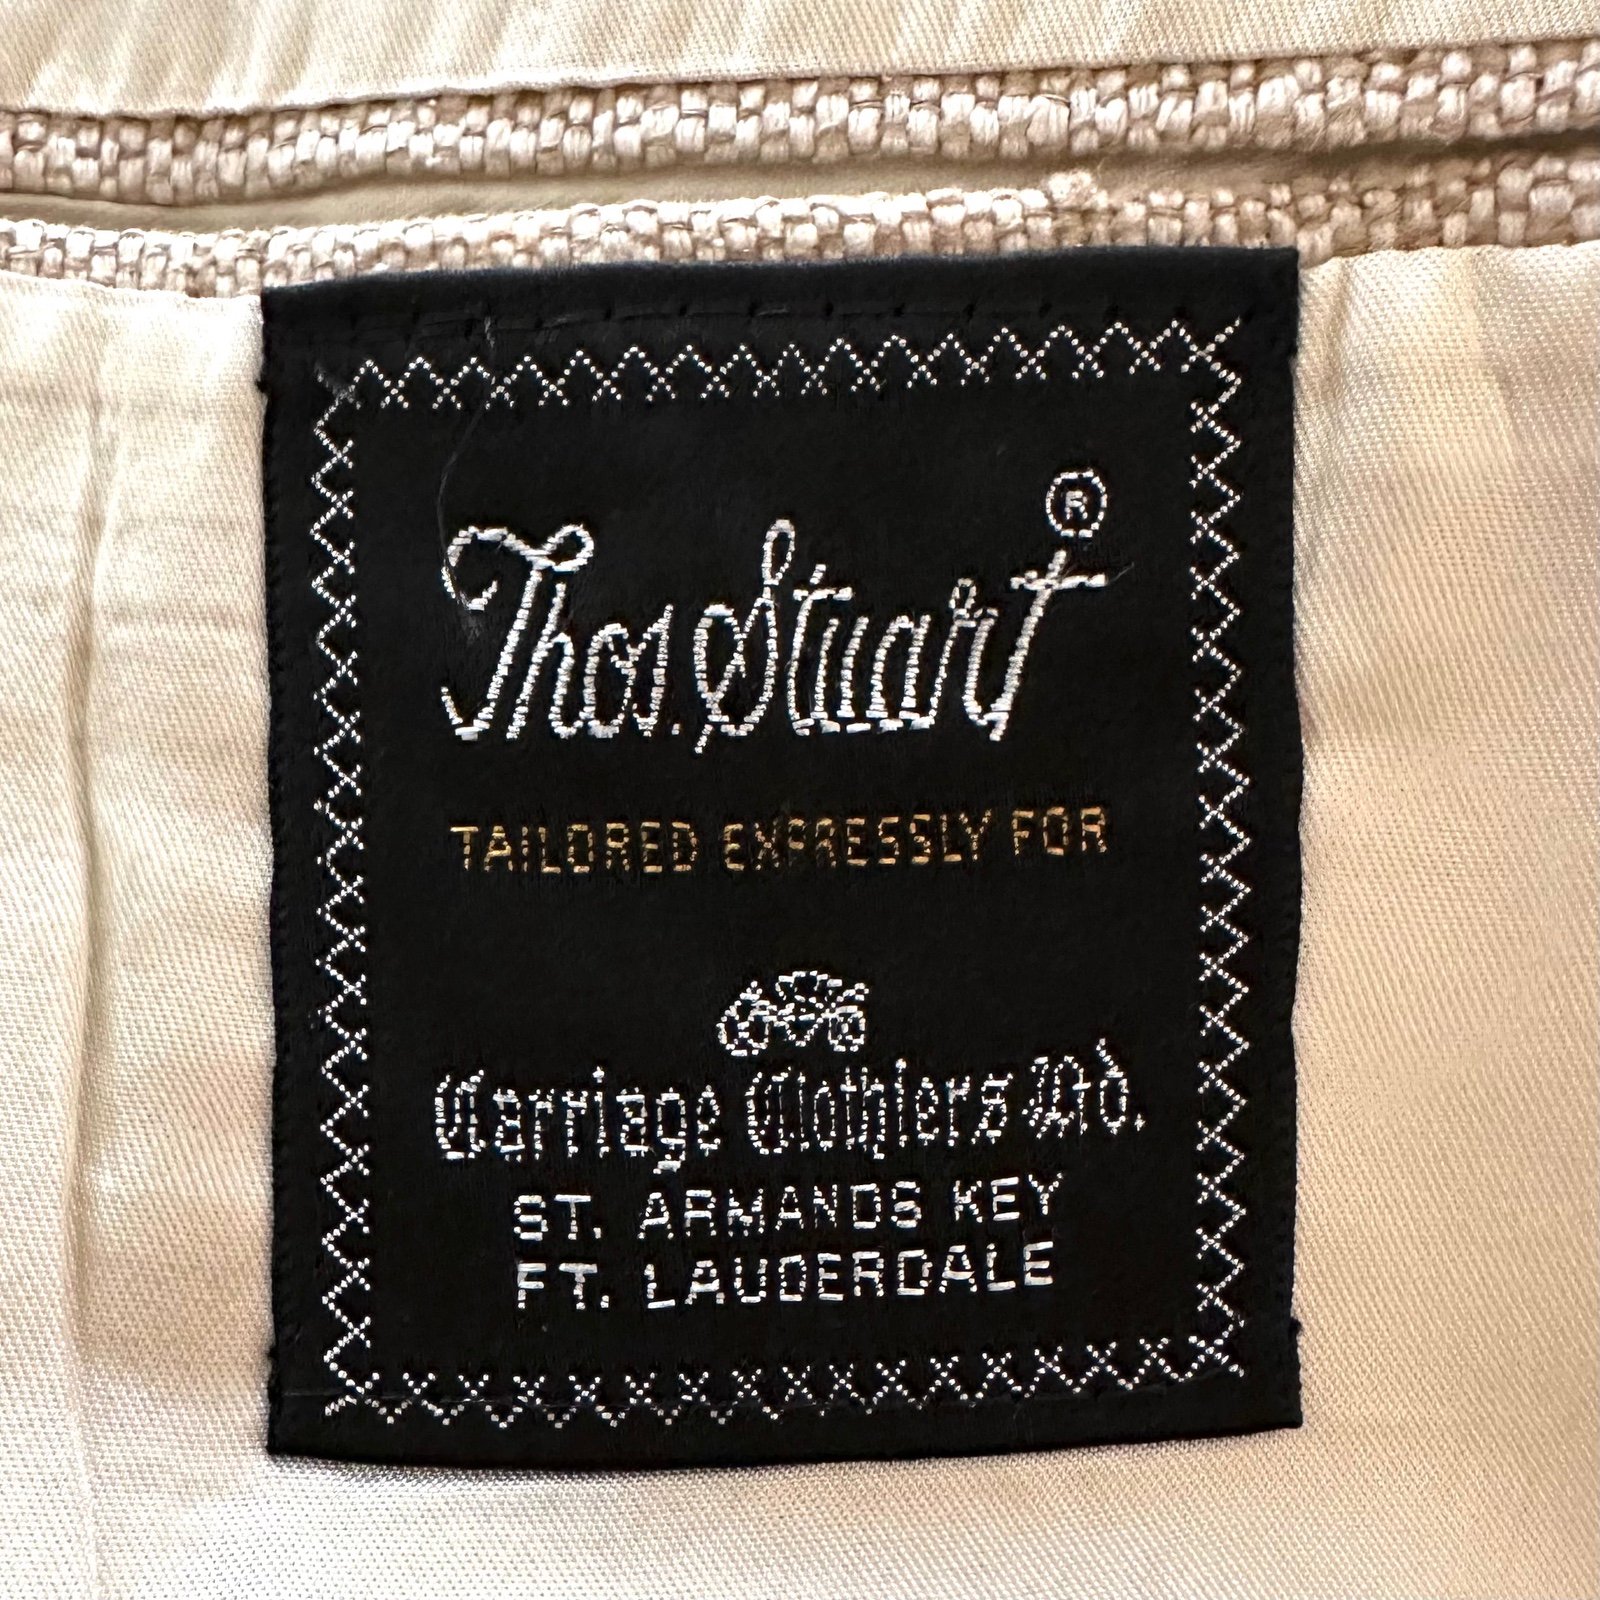 Thos. Stuart ®
TAILORED EXPRESSLY FOR
Carriage Clothiers Ltd.
ST. ARMANDS KEY
FT. LAUDERDALE